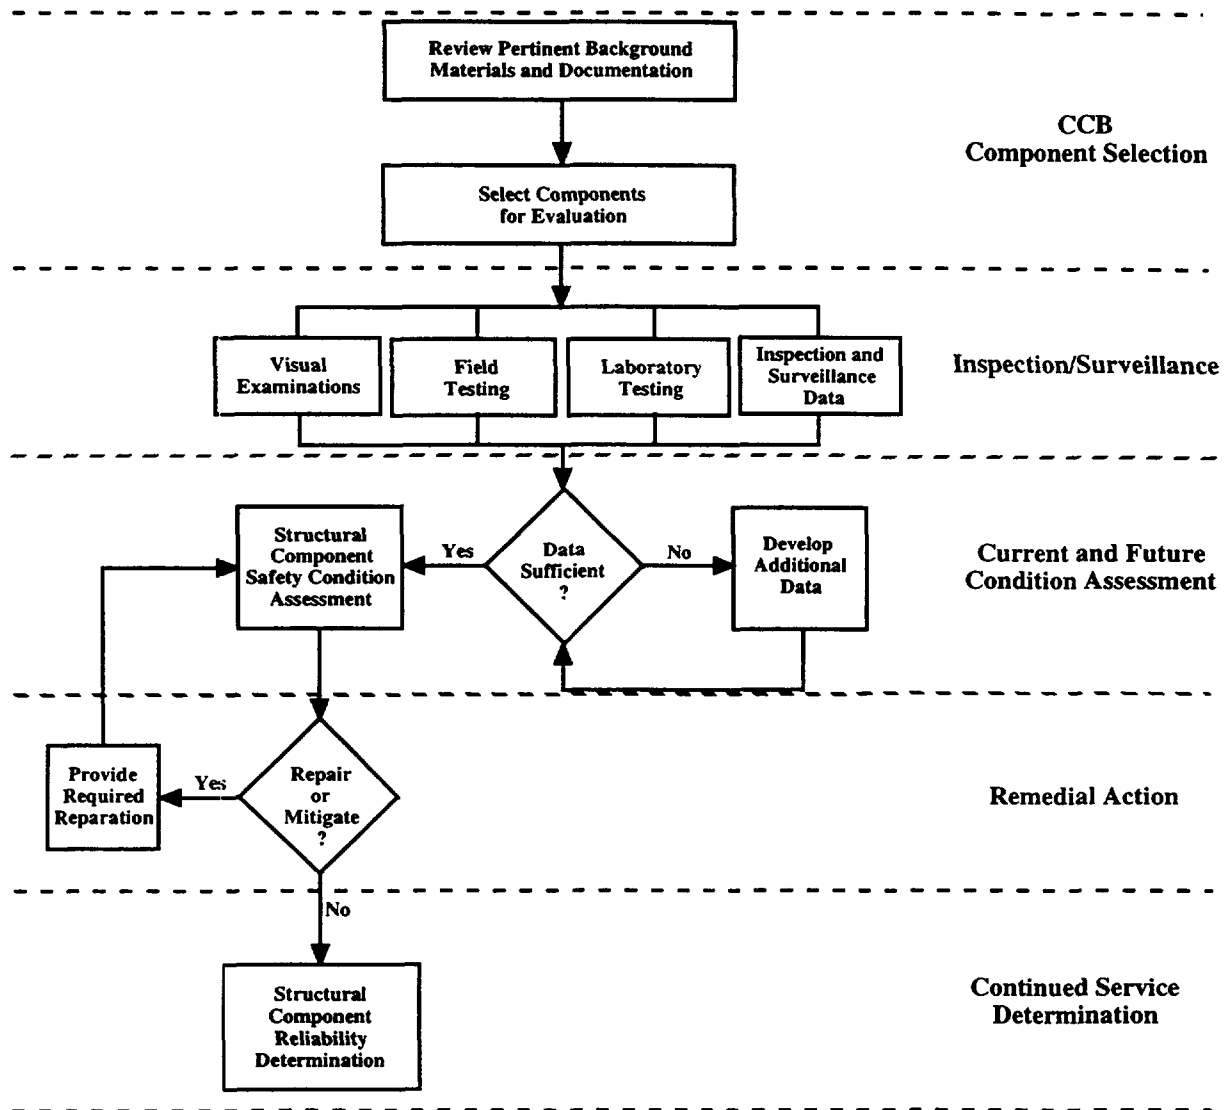 Review Pertinent Background
Materials and Documentation
CCB
Component Selection
Select Components
for Evaluation
Visual
Examinations
Field
Testing
Laboratory
Testing
Inspection and
Surveillance
Data
Inspection/Surveillance
Structural
Component
Safety Condition
Assessment
Yes
Data
Sufficient
?
No
Develop
Additional
Data
Current and Future
Condition Assessment
Provide
Required
Reparation
Yes
Repair
or
Mitigate
?
Remedial Action
No
Structural
Component
Reliability
Determination
Continued Service
Determination